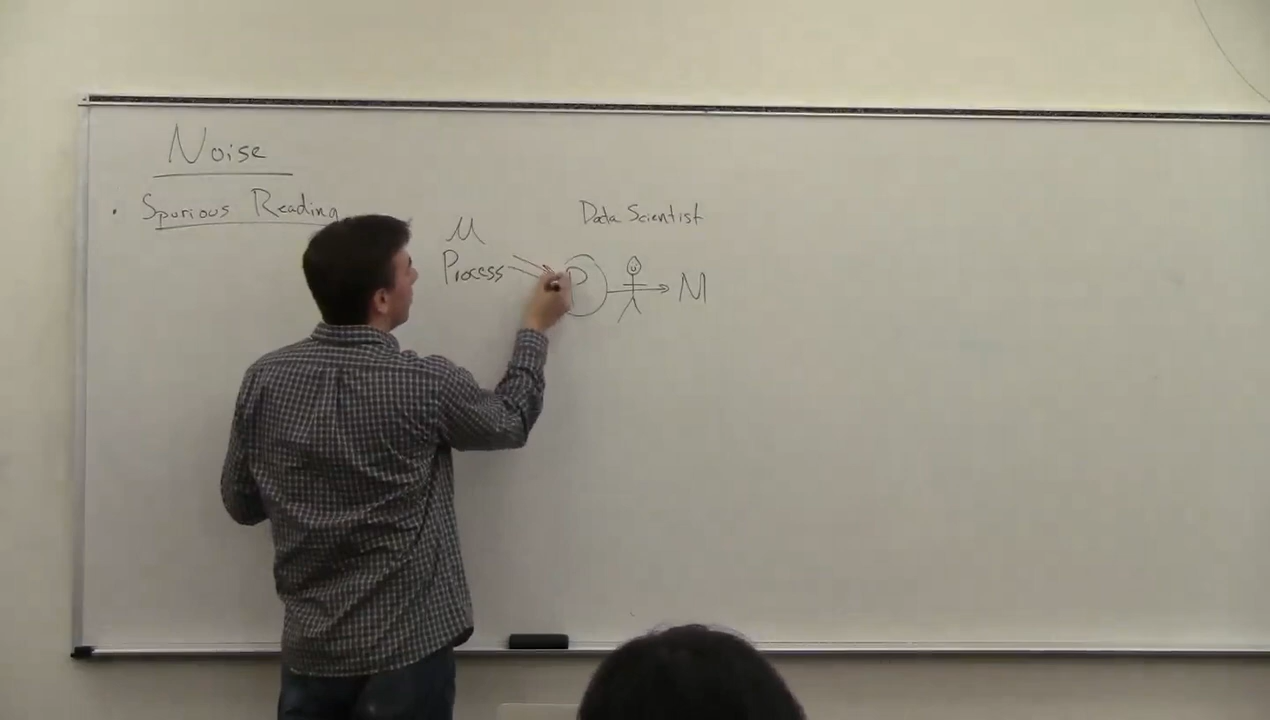 Noise
• Spurious Reading
M
Process
Data Scientist
P
M